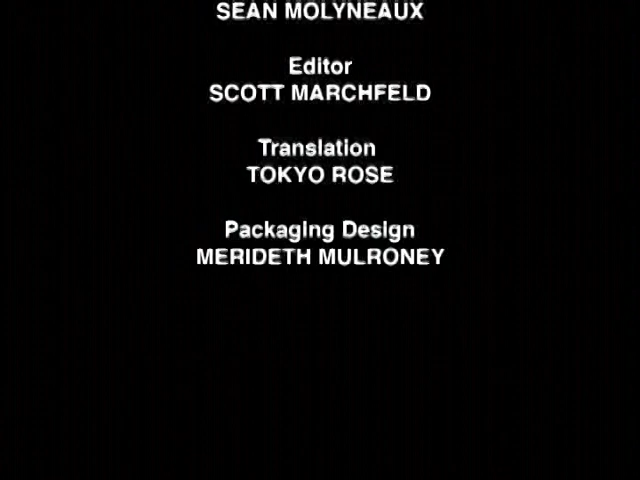 SEAN MOLYNEAUX
Editor
SCOTT MARCHFELD
Translation
TOKYO ROSE
Packaging Design
MERIDETH MULRONEY